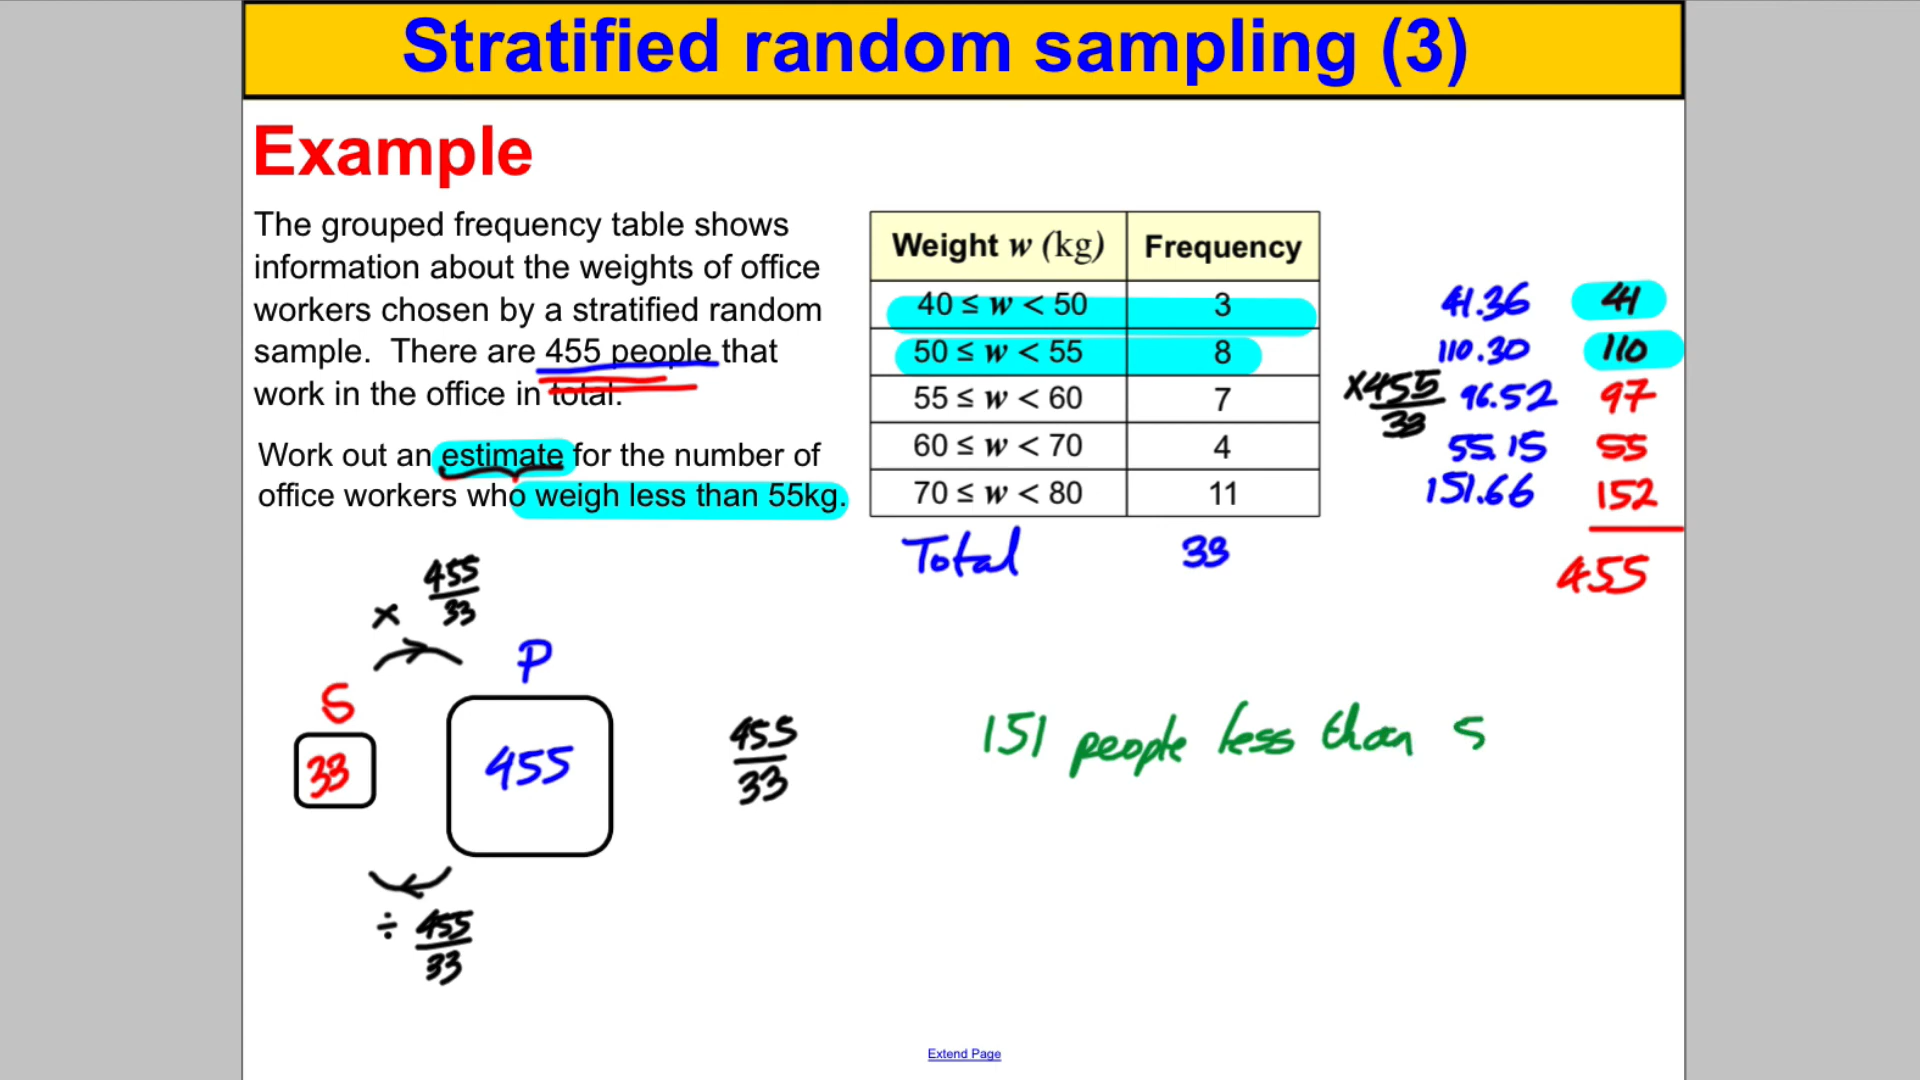 Stratified random sampling (3)
Example
The grouped frequency table shows
information about the weights of office
workers chosen by a stratified random
sample. There are 455 people that
work in the office in total.
Work out an estimate for the number of
office workers who weigh less than 55kg.
Weight w (kg) Frequency
40 ≤ w < 50 3
50 ≤ w < 55 8
55 ≤ w < 60 7
60 ≤ w < 70 4
70 ≤ w < 80 11
Total 33
×455
33
41.36 41
110.30 110
96.52 97
55.15 55
151.66 152
455
× 455
33
S
33
P
455
÷ 455
33
455
33
151 people less than 5
Extend Page